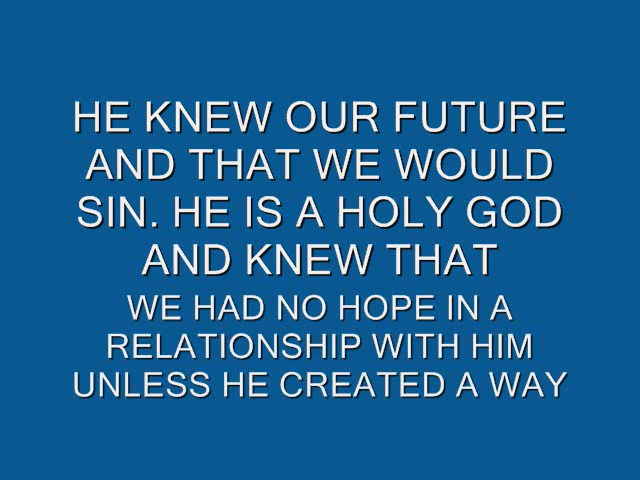 HE KNEW OUR FUTURE
AND THAT WE WOULD
SIN. HE IS A HOLY GOD
AND KNEW THAT
WE HAD NO HOPE IN A
RELATIONSHIP WITH HIM
UNLESS HE CREATED A WAY